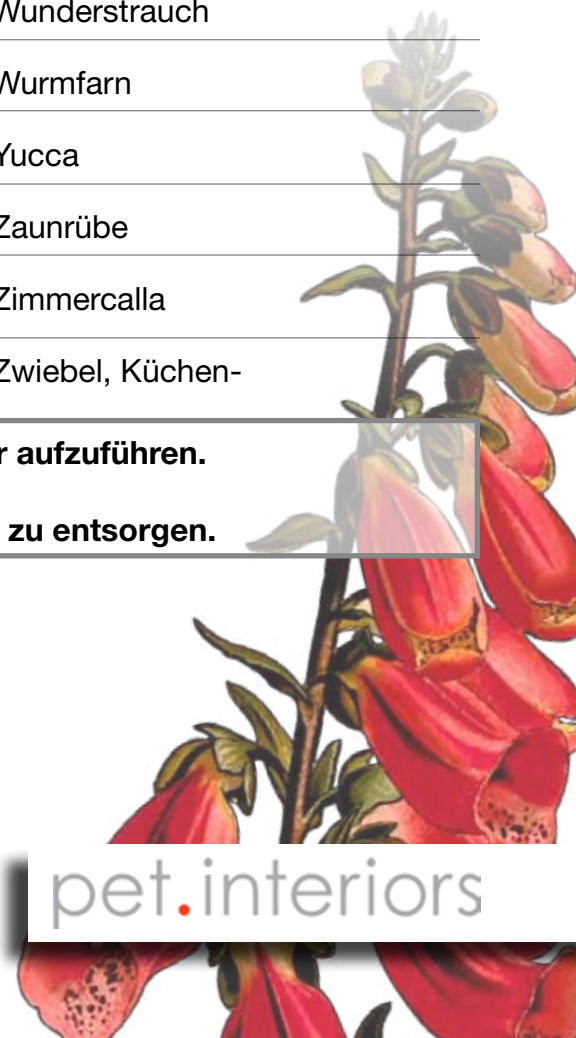 Wunderstrauch
Wurmfarn
Yucca
Zaunrübe
Zimmercalla
Zwiebel, Küchen-
r aufzuführen.
zu entsorgen.
pet.interiors